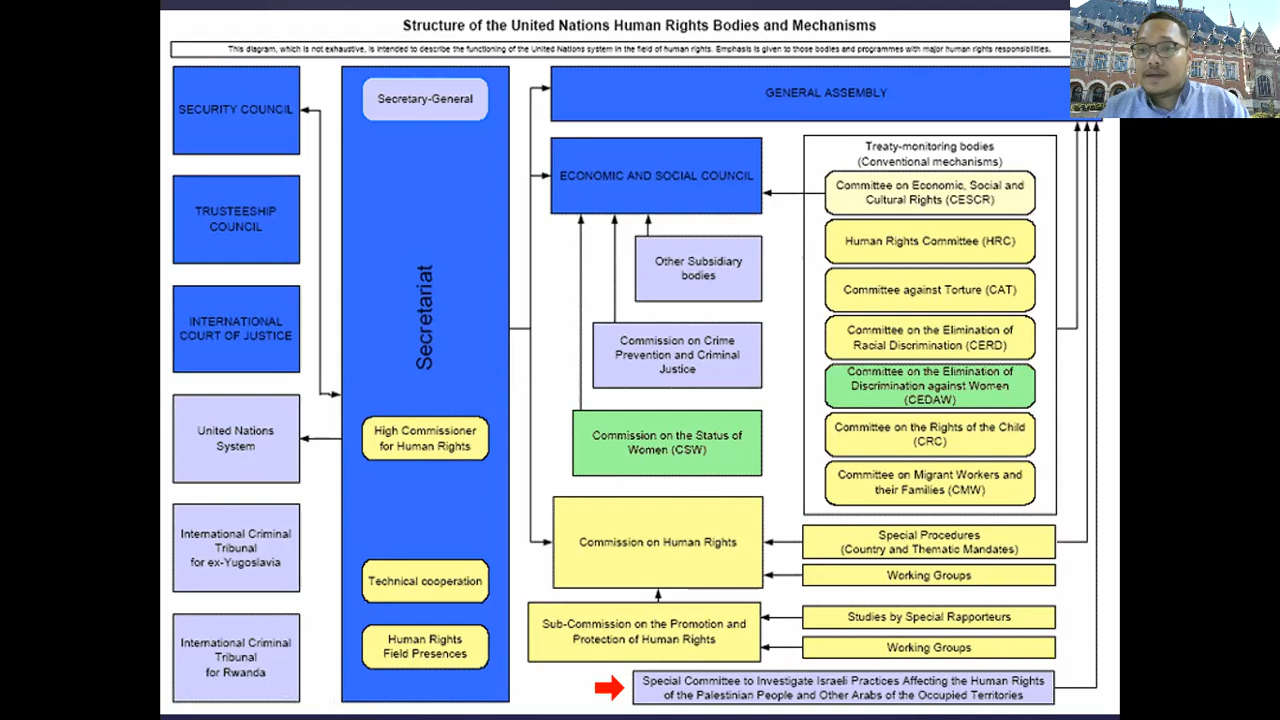 Structure of the United Nations Human Rights Bodies and Mechanisms
This diagram, which is not exhaustive, is intended to describe the functioning of the United Nations system in the field of human rights. Emphasis is given to those bodies and programmes with major human rights responsibilities.
SECURITY COUNCIL
TRUSTEESHIP
COUNCIL
INTERNATIONAL
COURT OF JUSTICE
United Nations
System
International Criminal
Tribunal
for ex-Yugoslavia
International Criminal
Tribunal
for Rwanda
Secretary-General
Secretariat
High Commissioner
for Human Rights
Technical cooperation
Human Rights
Field Presences
GENERAL ASSEMBLY
ECONOMIC AND SOCIAL COUNCIL
Other Subsidiary
bodies
Commission on Crime
Prevention and Criminal
Justice
Commission on the Status of
Women (CSW)
Commission on Human Rights
Sub-Commission on the Promotion and
Protection of Human Rights
Treaty-monitoring bodies
(Conventional mechanisms)
Committee on Economic, Social and
Cultural Rights (CESCR)
Human Rights Committee (HRC)
Committee against Torture (CAT)
Committee on the Elimination of
Racial Discrimination (CERD)
Committee on the Elimination of
Discrimination against Women
(CEDAW)
Committee on the Rights of the Child
(CRC)
Committee on Migrant Workers and
their Families (CMW)
Special Procedures
(Country and Thematic Mandates)
Working Groups
Studies by Special Rapporteurs
Working Groups
Special Committee to Investigate Israeli Practices Affecting the Human Rights
of the Palestinian People and Other Arabs of the Occupied Territories